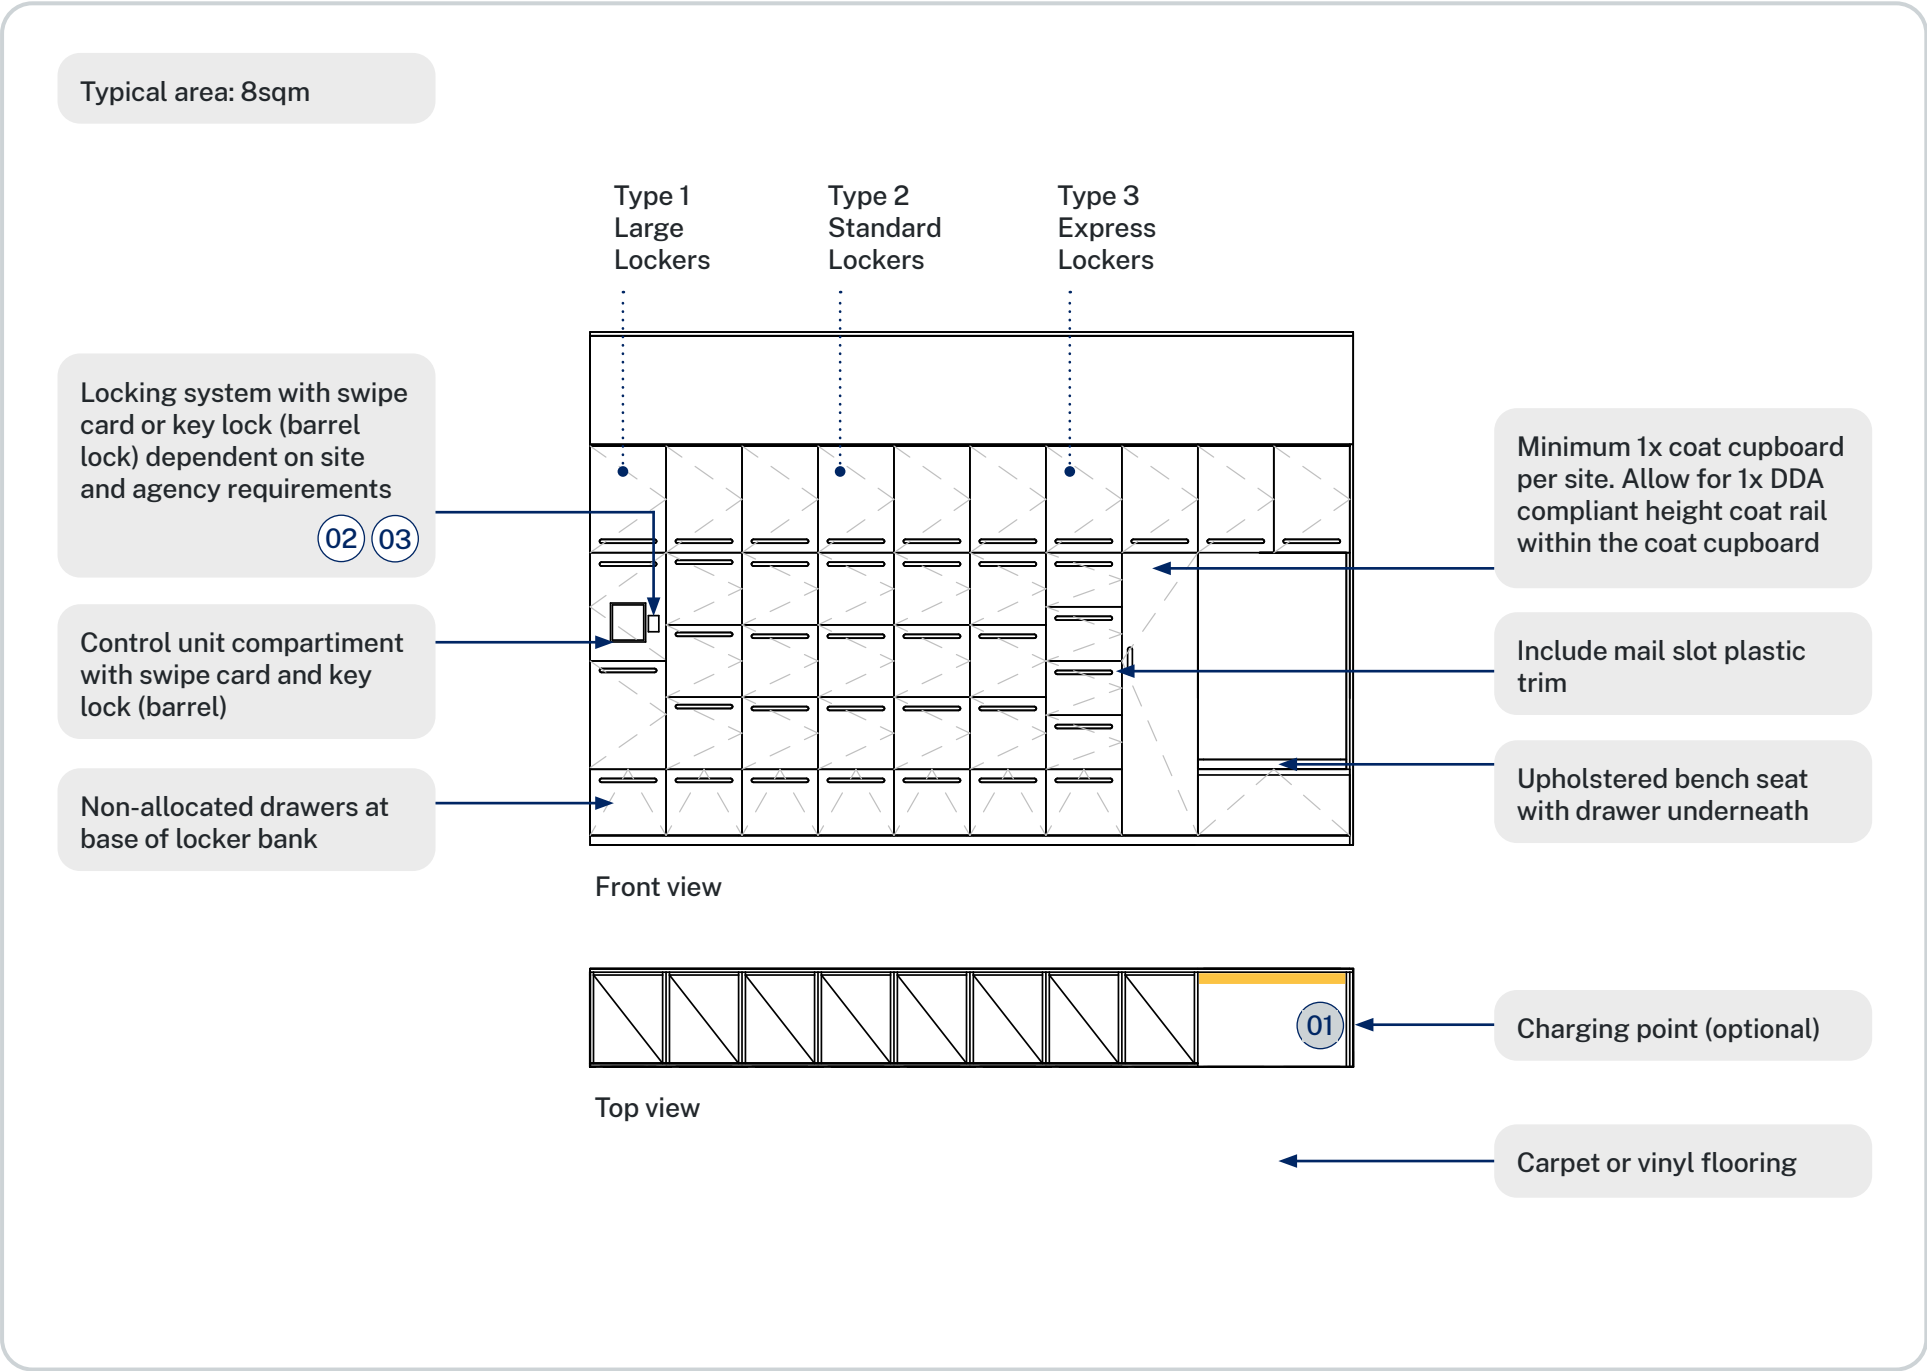 Typical area: 8sqm
Type 1
Large
Lockers
Type 2
Standard
Lockers
Type 3
Express
Lockers
Locking system with swipe
card or key lock (barrel
lock) dependent on site
and agency requirements
02 03
Control unit compartiment
with swipe card and key
lock (barrel)
Non-allocated drawers at
base of locker bank
Minimum 1x coat cupboard
per site. Allow for 1x DDA
compliant height coat rail
within the coat cupboard
Include mail slot plastic
trim
Upholstered bench seat
with drawer underneath
Front view
01
Charging point (optional)
Top view
Carpet or vinyl flooring